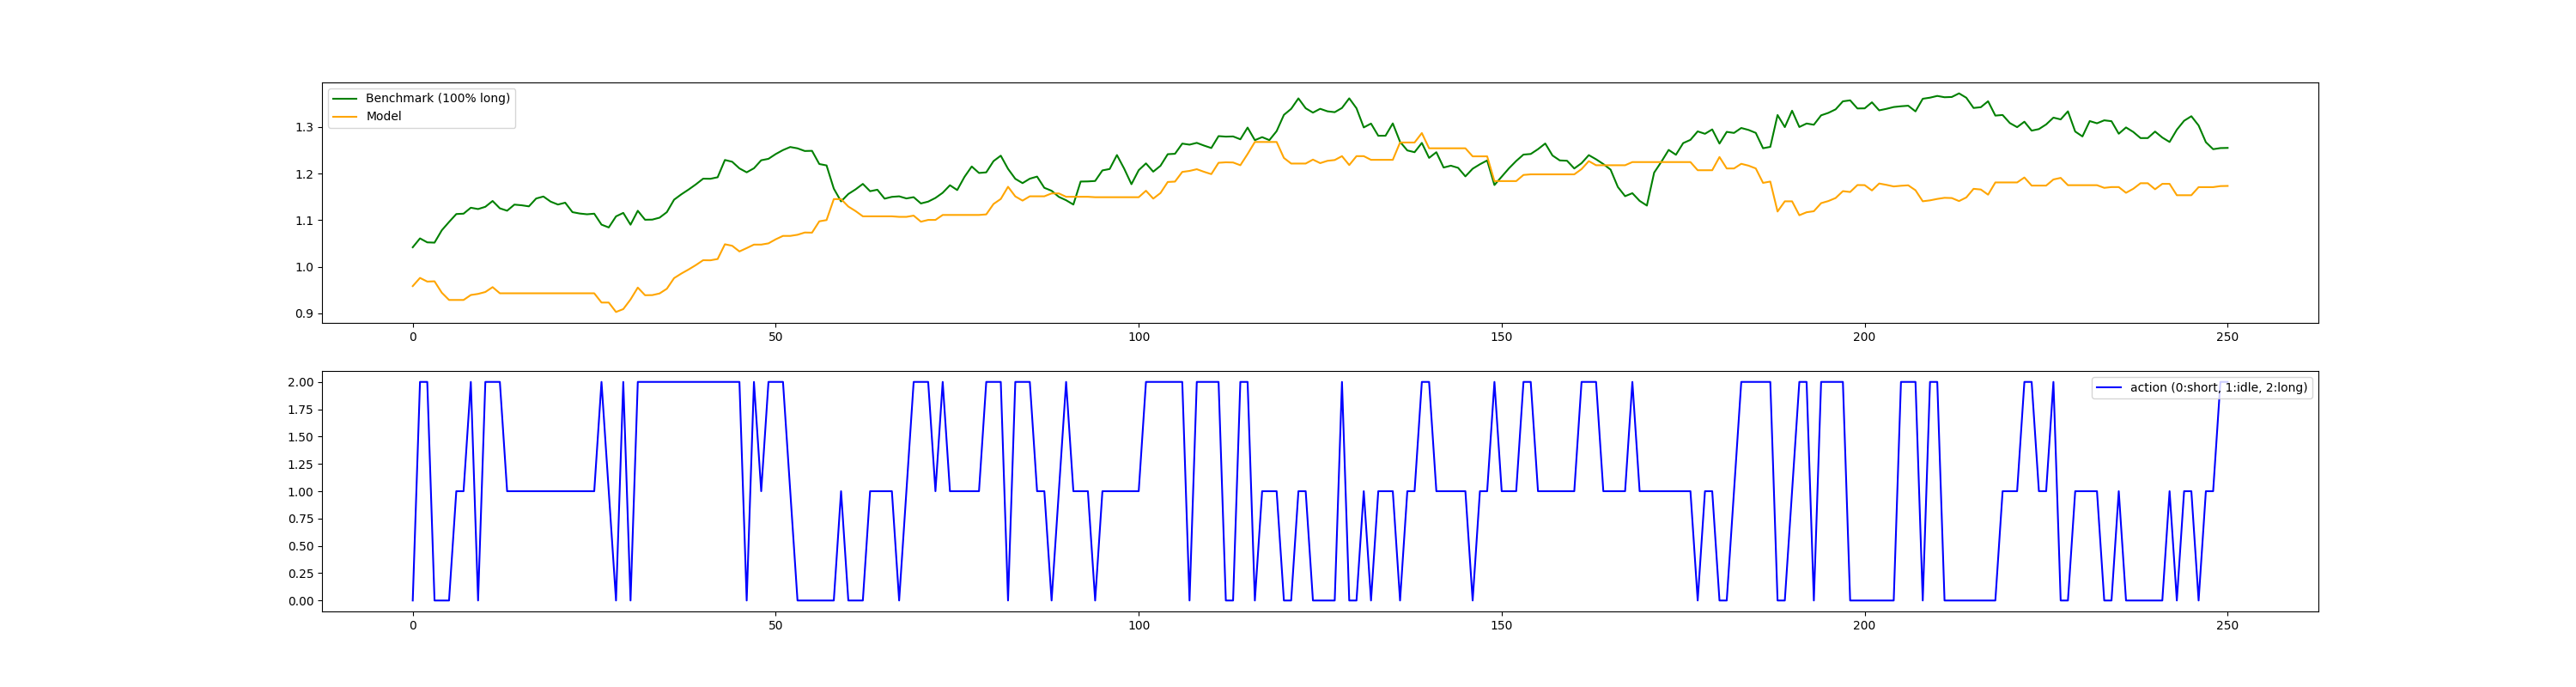 Benchmark (100% long)
Model
1.3
1.2
1.1
1.0
0.9
0 50 100 150 200 250
action (0:short, 1:idle, 2:long)
2.00
1.75
1.50
1.25
1.00
0.75
0.50
0.25
0.00
0 50 100 150 200 250